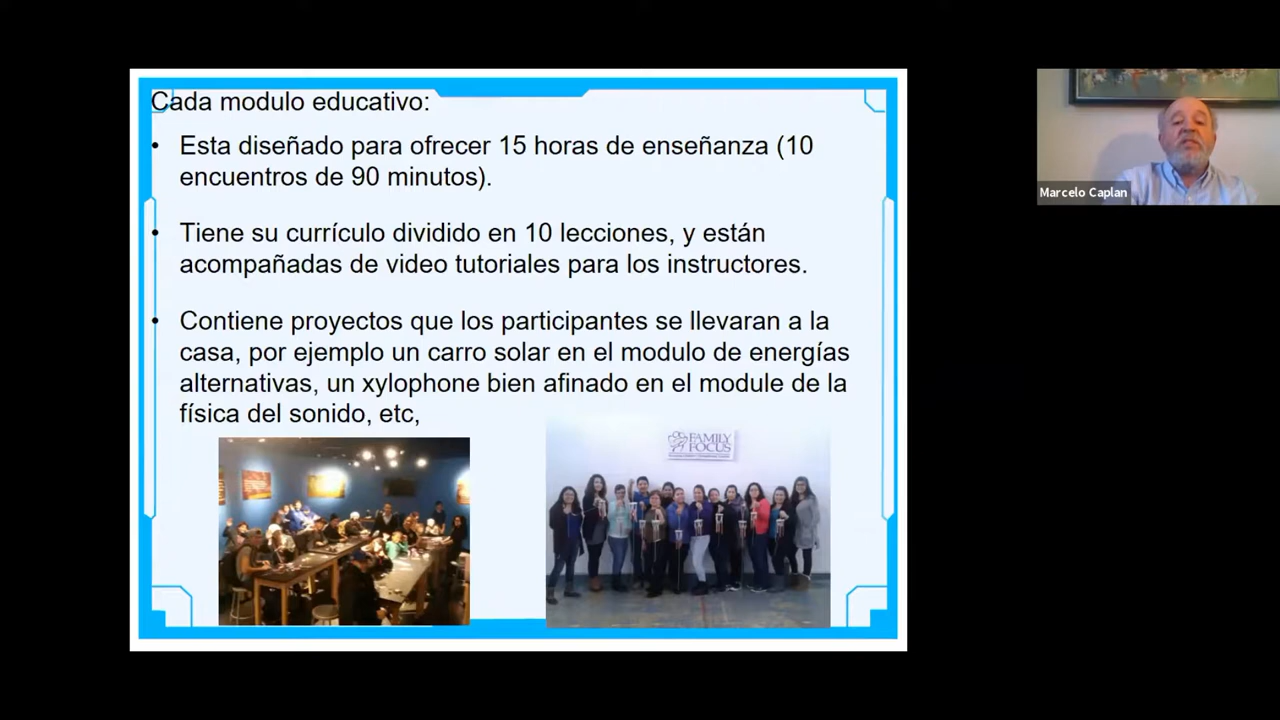 Cada modulo educativo:
• Esta diseñado para ofrecer 15 horas de enseñanza (10
encuentros de 90 minutos).
• Tiene su currículo dividido en 10 lecciones, y están
acompañadas de video tutoriales para los instructores.
• Contiene proyectos que los participantes se llevaran a la
casa, por ejemplo un carro solar en el modulo de energías
alternativas, un xylophone bien afinado en el module de la
física del sonido, etc,
FAMILY
FOCUS
Marcelo Caplan